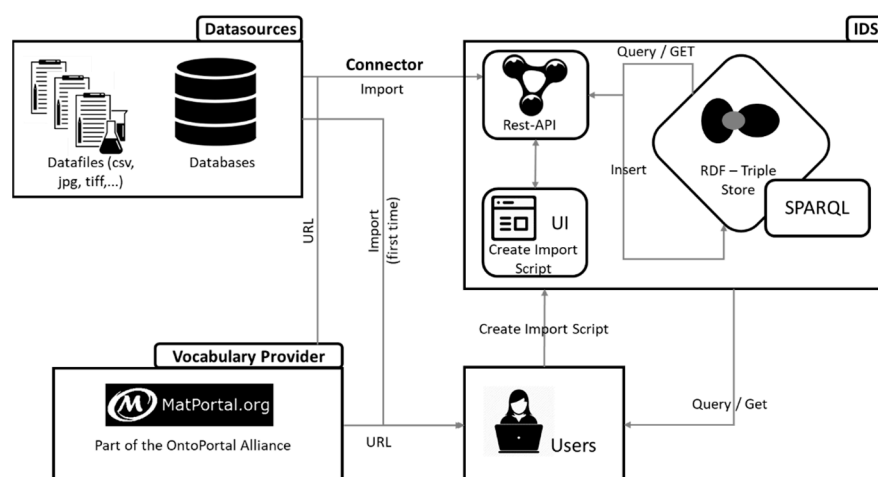 Datasources
IDS
Datafiles (csv,
jpg, tiff,...)
Databases
Connector
Import
Query / GET
Rest-API
Insert
RDF – Triple
Store
SPARQL
UI
Create Import
Script
URL
Import
(first time)
Create Import Script
Vocabulary Provider
M MatPortal.org
Part of the OntoPortal Alliance
URL
Users
Query / Get